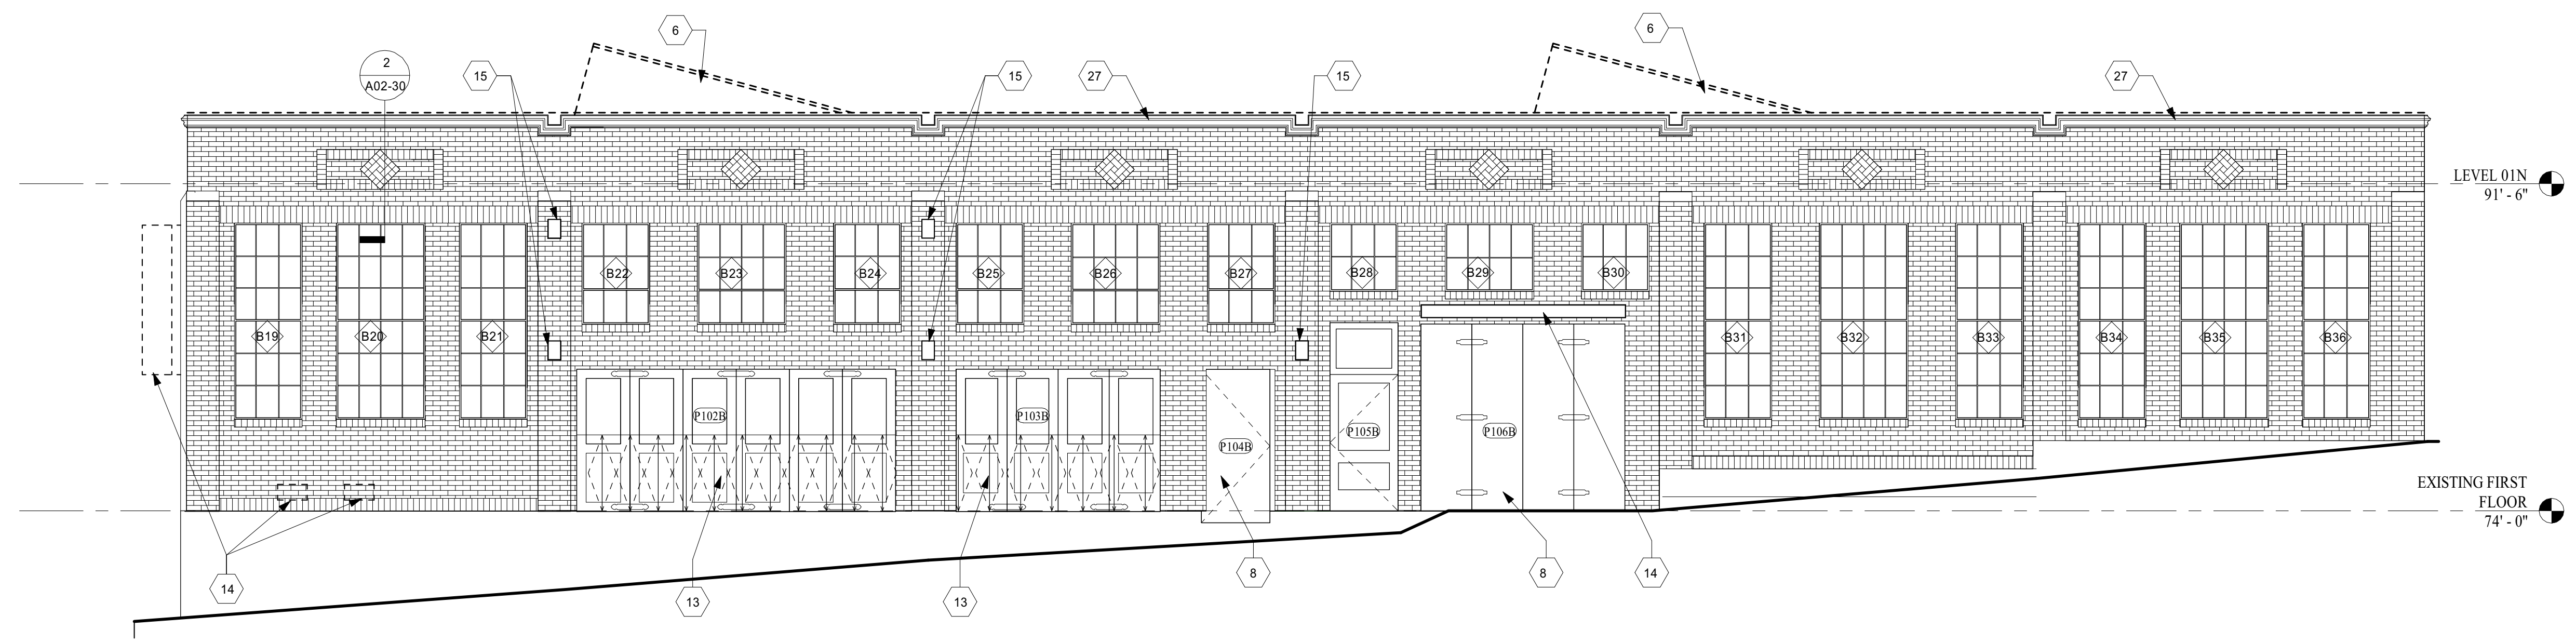 6
6
2
A02-30
15
15
27
15
27
LEVEL 01N
91' - 6"
B22
B23
B24
B25
B26
B27
B28
B29
B30
B19
B20
B21
B31
B32
B33
B34
B35
B36
P102B
P103B
P104B
P105B
P106B
EXISTING FIRST
FLOOR
74' - 0"
14
13
13
8
8
14